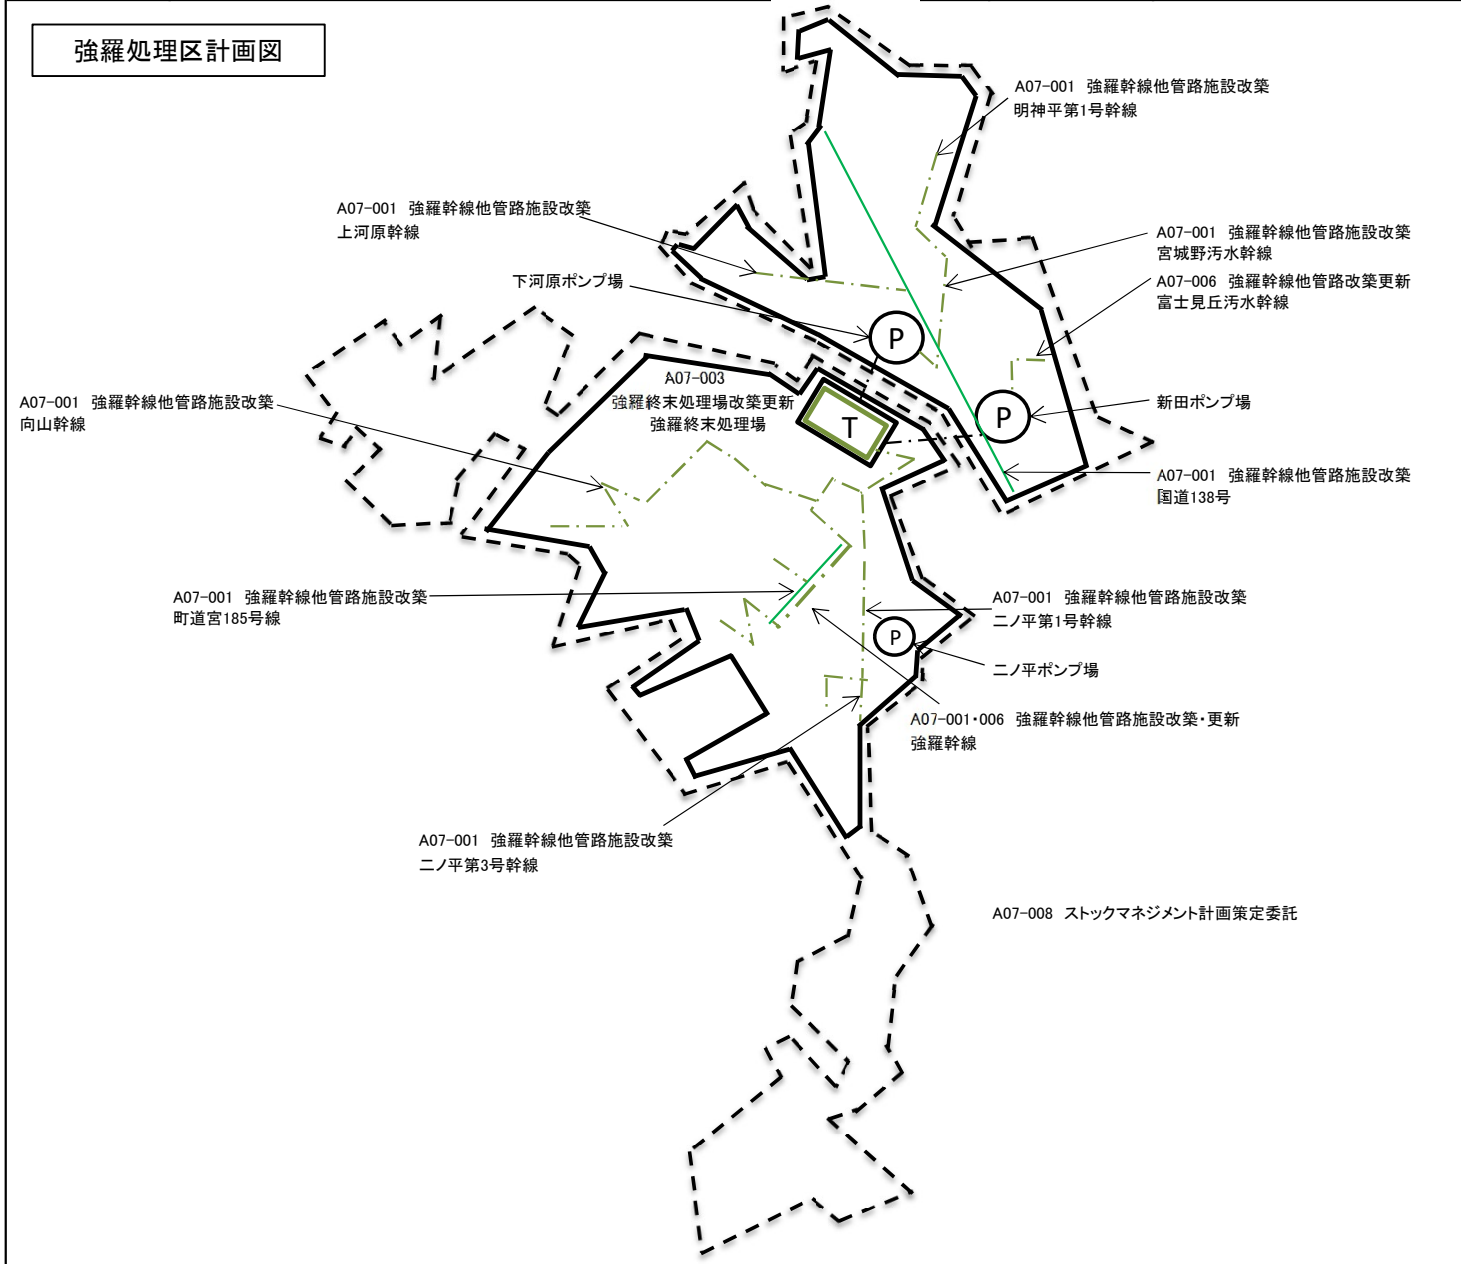 強羅処理区計画図
A07-001 強羅幹線他管路施設改築
明神平第1号幹線
A07-001 強羅幹線他管路施設改築
上河原幹線
A07-001 強羅幹線他管路施設改築
宮城野汚水幹線
下河原ポンプ場
A07-006 強羅幹線他管路改築更新
富士見丘汚水幹線
P
A07-003
強羅終末処理場改築更新
強羅終末処理場
T
A07-001 強羅幹線他管路施設改築
向山幹線
P
新田ポンプ場
A07-001 強羅幹線他管路施設改築
国道138号
A07-001 強羅幹線他管路施設改築
町道宮185号線
A07-001 強羅幹線他管路施設改築
二ノ平第1号幹線
P
二ノ平ポンプ場
A07-001・006 強羅幹線他管路施設改築・更新
強羅幹線
A07-001 強羅幹線他管路施設改築
二ノ平第3号幹線
A07-008 ストックマネジメント計画策定委託